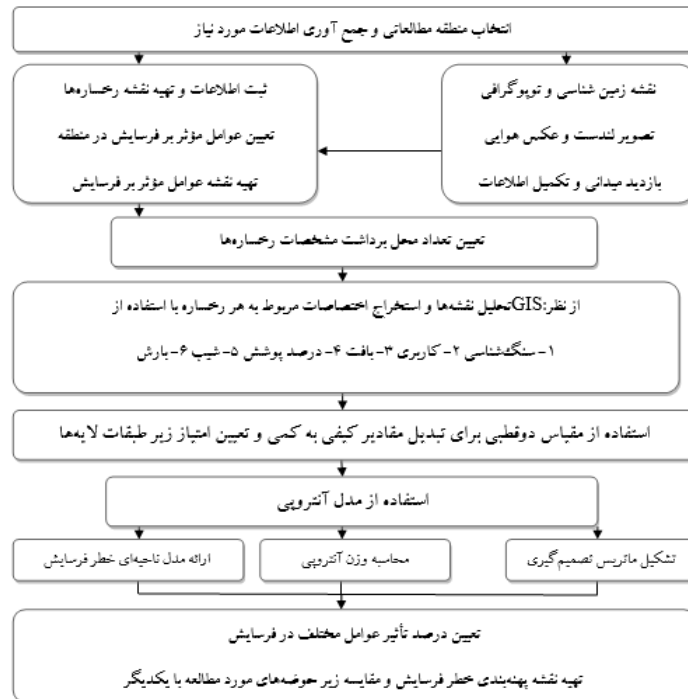 انتخاب منطقه مطالعاتی و جمع آوری اطلاعات مورد نیاز
نقشه زمین شناسی و توپوگرافی
تصویر لندست و عکس هوایی
بازدید میدانی و تکمیل اطلاعات
ثبت اطلاعات و تهیه نقشه رخساره‌ها
تعیین عوامل مؤثر بر فرسایش در منطقه
تهیه نقشه عوامل مؤثر بر فرسایش
تعیین تعداد محل برداشت مشخصات رخساره‌ها
از نظر:GISتحلیل نقشه‌ها و استخراج اختصاصات مربوط به هر رخساره با استفاده از
۱- سنگ‌شناسی ۲- کاربری ۳- بافت ۴- درصد پوشش ۵- شیب ۶- بارش
استفاده از مقیاس دوقطبی برای تبدیل مقادیر کیفی به کمی و تعیین امتیاز زیر طبقات لایه‌ها
استفاده از مدل آنتروپی
تشکیل ماتریس تصمیم‌گیری
محاسبه وزن آنتروپی
ارائه مدل ناحیه‌ای خطر فرسایش
تعیین درصد تأثیر عوامل مختلف در فرسایش
تهیه نقشه پهنه‌بندی خطر فرسایش و مقایسه زیر حوضه‌های مورد مطالعه با یکدیگر